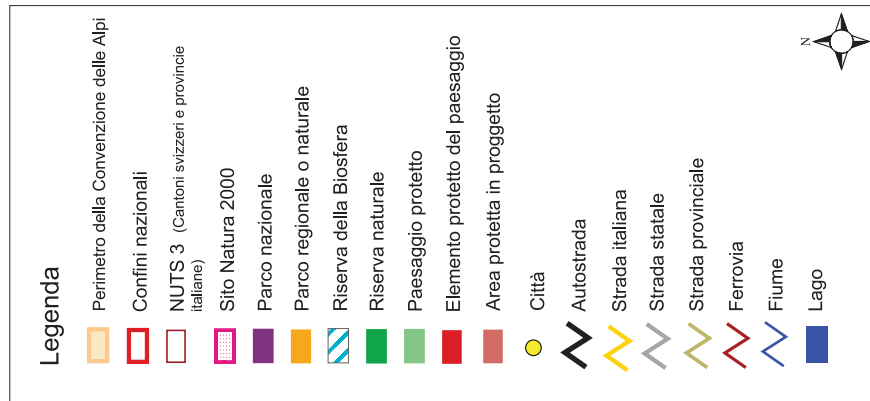 Legenda
Perimetro della Convenzione delle Alpi
Confini nazionali
NUTS 3 (Cantoni svizzeri e provincie
italiane)
Sito Natura 2000
Parco nazionale
Parco regionale o naturale
Riserva della Biosfera
Riserva naturale
Paesaggio protetto
Elemento protetto del paesaggio
Area protetta in proggetto
Città
Autostrada
Strada italiana
Strada statale
Strada provinciale
Ferrovia
Fiume
Lago
N